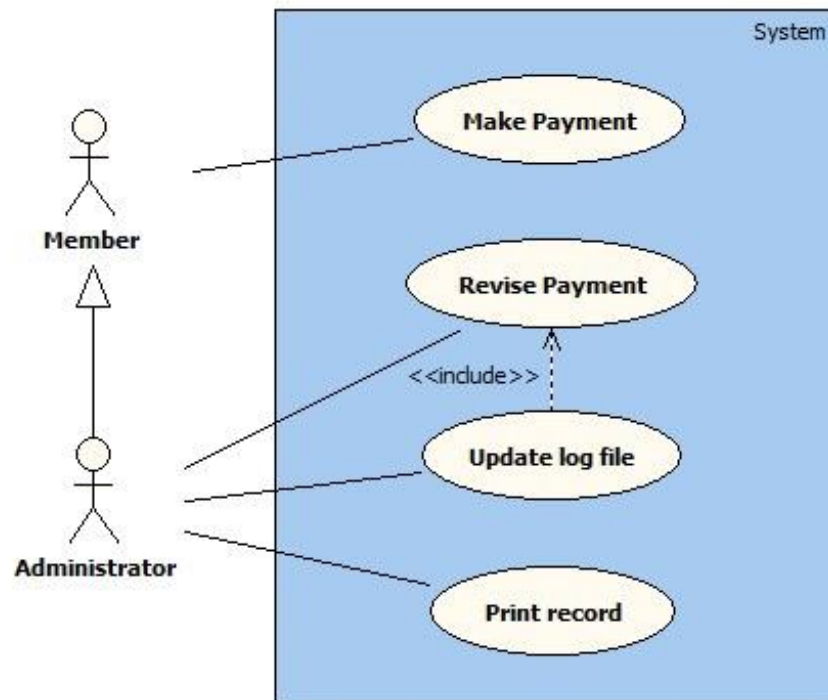 System
Make Payment
Member
Revise Payment
<<include>>
Update log file
Administrator
Print record